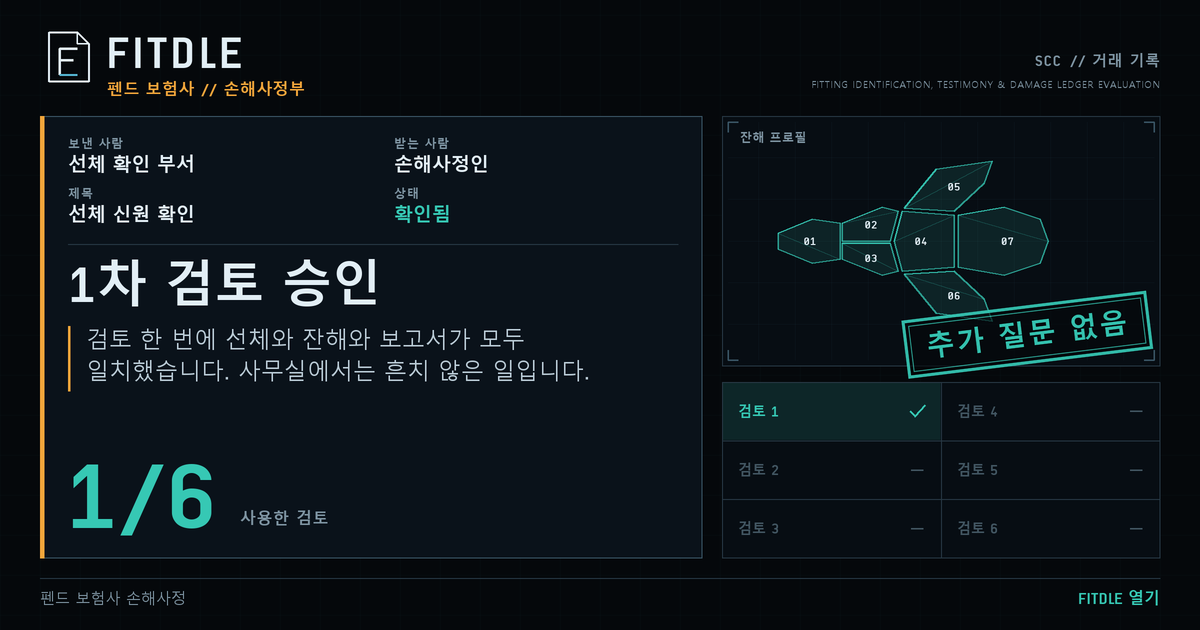 FITDLE
펜드 보험사 // 손해사정부
SCC // 거래 기록
FITTING IDENTIFICATION, TESTIMONY & DAMAGE LEDGER EVALUATION
보낸 사람
선체 확인 부서
받는 사람
손해사정인
제목
선체 신원 확인
상태
확인됨
1차 검토 승인
검토 한 번에 선체와 잔해와 보고서가 모두
일치했습니다. 사무실에서는 흔치 않은 일입니다.
1/6
사용한 검토
잔해 프로필
01
02
03
04
05
06
07
추가 질문 없음
검토 1
검토 4
검토 2
검토 5
검토 3
검토 6
펜드 보험사 손해사정
FITDLE 열기